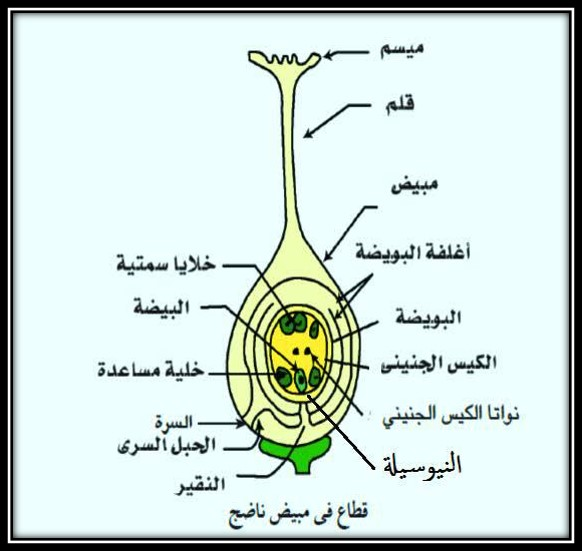 ميسم
قلم
مبيض
أغلفة البويضة
خلايا سمتية
البيضة
البويضة
الكيس الجنينى
خلية مساعدة
نواتا الكيس الجنيني
السرة
الحبل السرى
النيوسيلة
النقير
قطاع فى مبيض ناضج